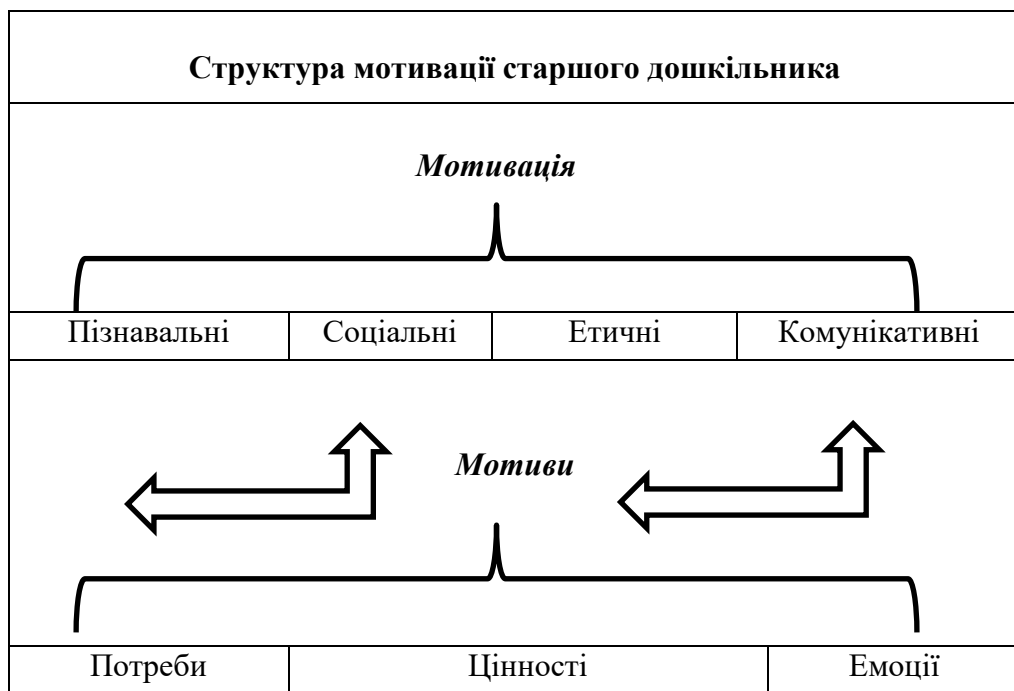 Структура мотивації старшого дошкільника
Мотивація
Пізнавальні Соціальні Етичні Комунікативні
Мотиви
Потреби Цінності Емоції